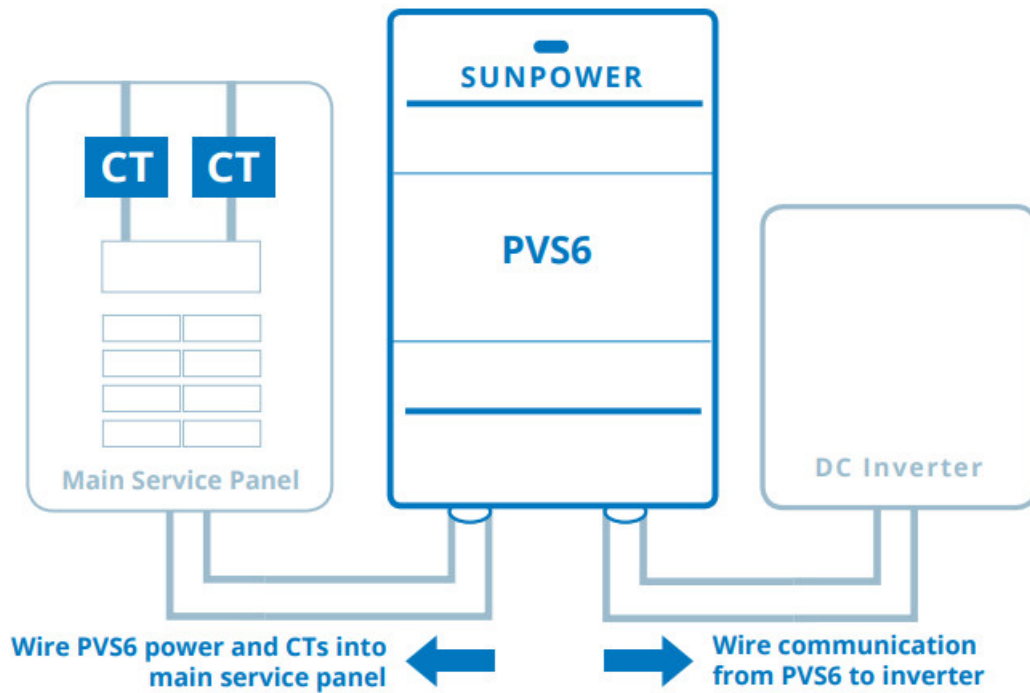 SUNPOWER
CT CT
PVS6
Main Service Panel
DC Inverter
Wire PVS6 power and CTs into
main service panel
Wire communication
from PVS6 to inverter